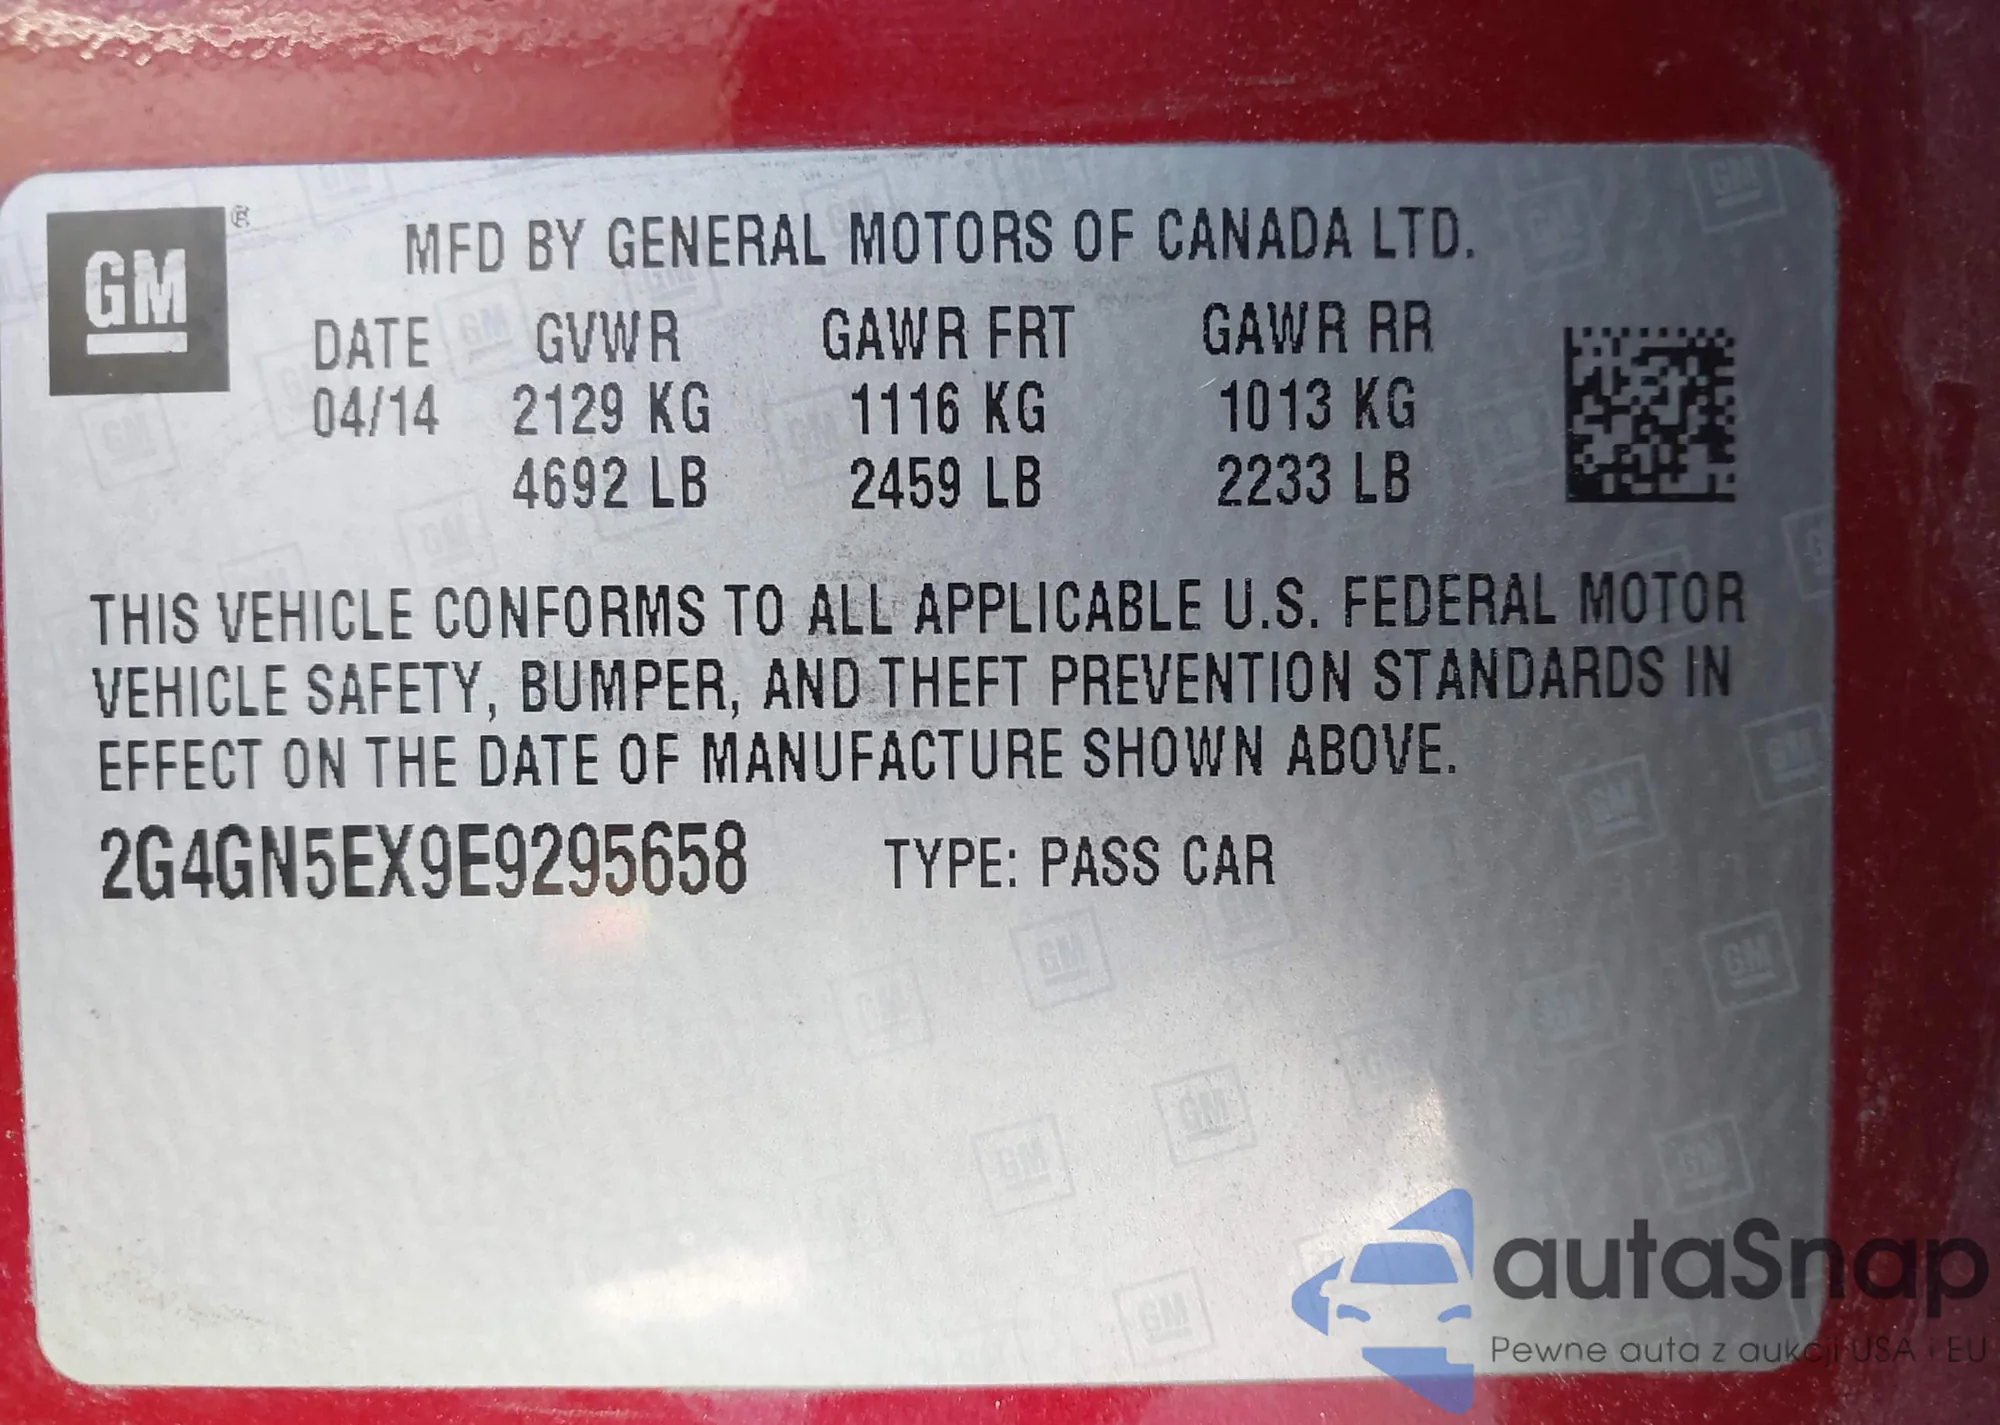 GM ®
MFD BY GENERAL MOTORS OF CANADA LTD.
DATE GVWR GAWR FRT GAWR RR
04/14 2129 KG 1116 KG 1013 KG
4692 LB 2459 LB 2233 LB
THIS VEHICLE CONFORMS TO ALL APPLICABLE U.S. FEDERAL MOTOR
VEHICLE SAFETY, BUMPER, AND THEFT PREVENTION STANDARDS IN
EFFECT ON THE DATE OF MANUFACTURE SHOWN ABOVE.
2G4GN5EX9E9295658 TYPE: PASS CAR
autaSnap
Pewne auta z aukcji USA i EU